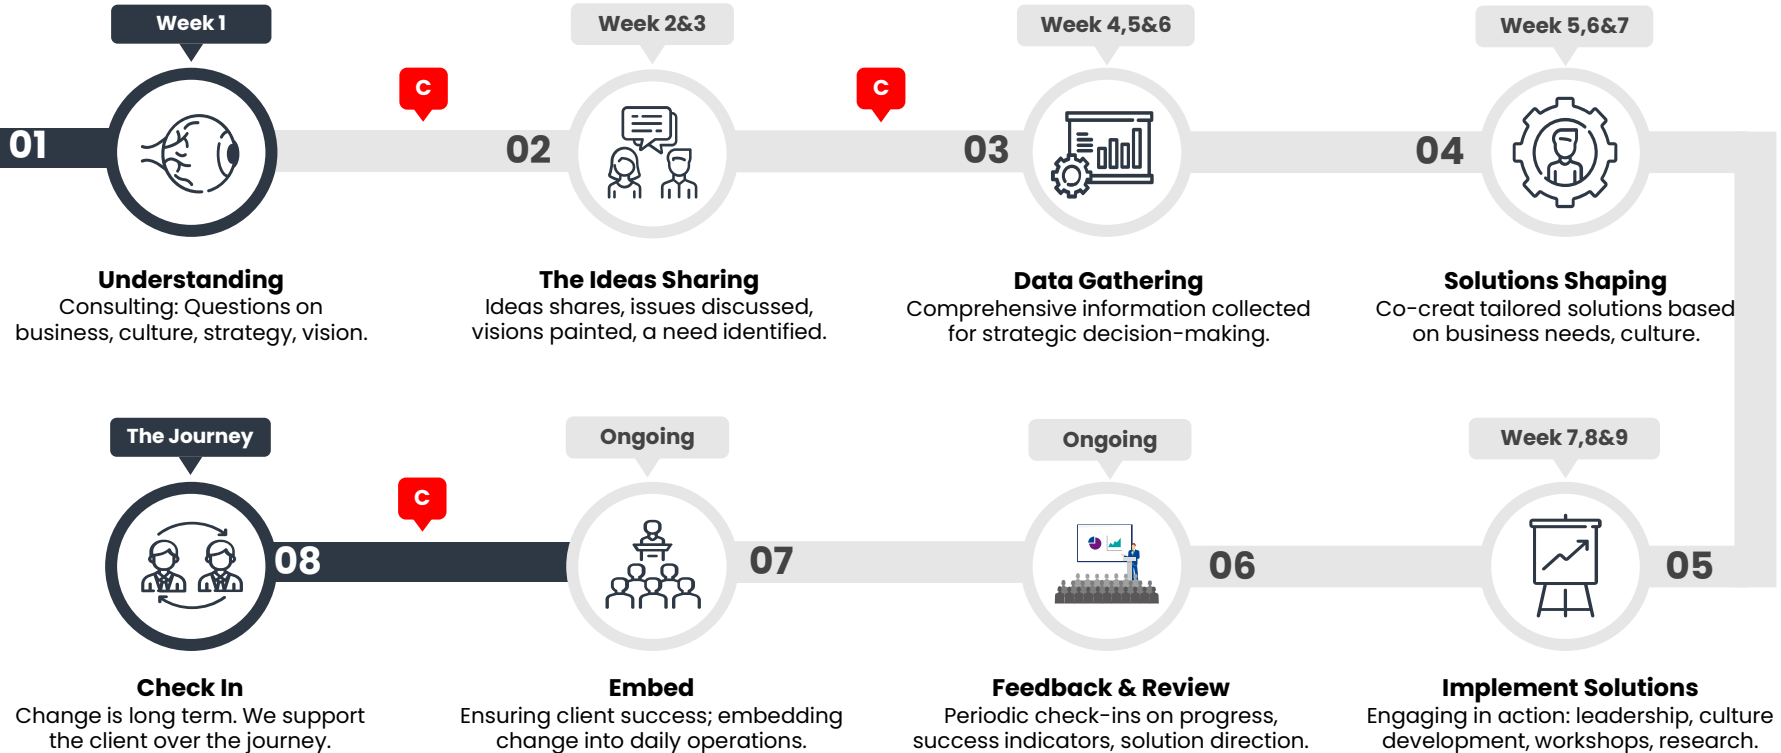 Week 1
Week 2&3
Week 4,5&6
Week 5,6&7
C
C
01
02
03
04
Understanding
Consulting: Questions on
business, culture, strategy, vision.
The Ideas Sharing
Ideas shares, issues discussed,
visions painted, a need identified.
Data Gathering
Comprehensive information collected
for strategic decision-making.
Solutions Shaping
Co-creat tailored solutions based
on business needs, culture.
The Journey
Ongoing
Ongoing
Week 7,8&9
C
08
07
06
05
Check In
Change is long term. We support
the client over the journey.
Embed
Ensuring client success; embedding
change into daily operations.
Feedback & Review
Periodic check-ins on progress,
success indicators, solution direction.
Implement Solutions
Engaging in action: leadership, culture
development, workshops, research.